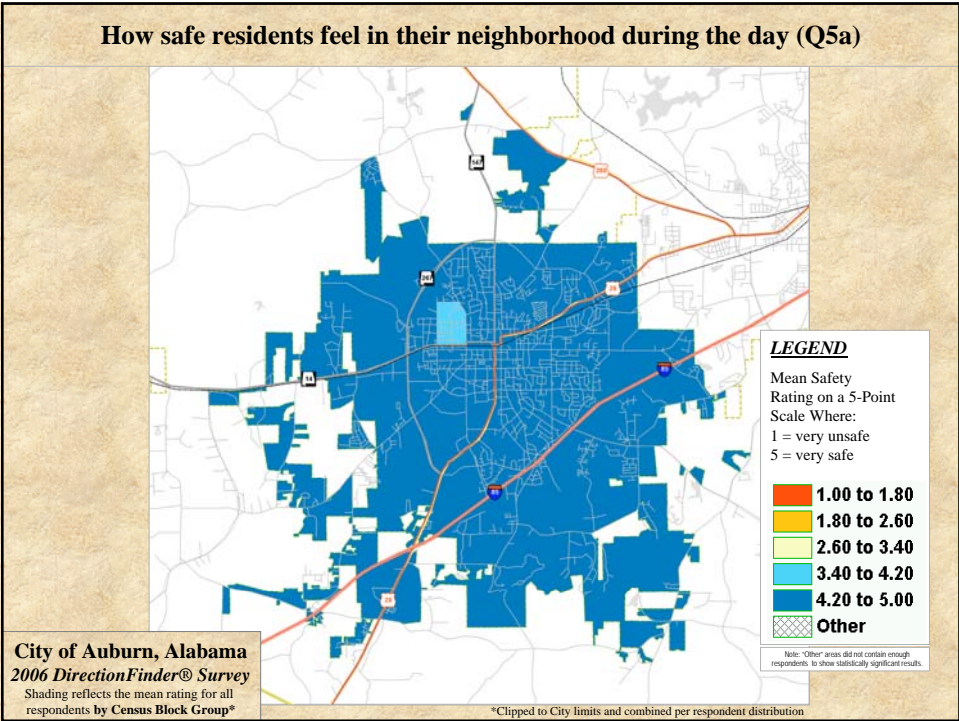 How safe residents feel in their neighborhood during the day (Q5a)
147
280
267
29
14
85
85
29
LEGEND
Mean Safety
Rating on a 5-Point
Scale Where:
1 = very unsafe
5 = very safe
1.00 to 1.80
1.80 to 2.60
2.60 to 3.40
3.40 to 4.20
4.20 to 5.00
Other
Note: "Other" areas did not contain enough
respondents to show statistically significant results.
City of Auburn, Alabama
2006 DirectionFinder® Survey
Shading reflects the mean rating for all
respondents by Census Block Group*
*Clipped to City limits and combined per respondent distribution